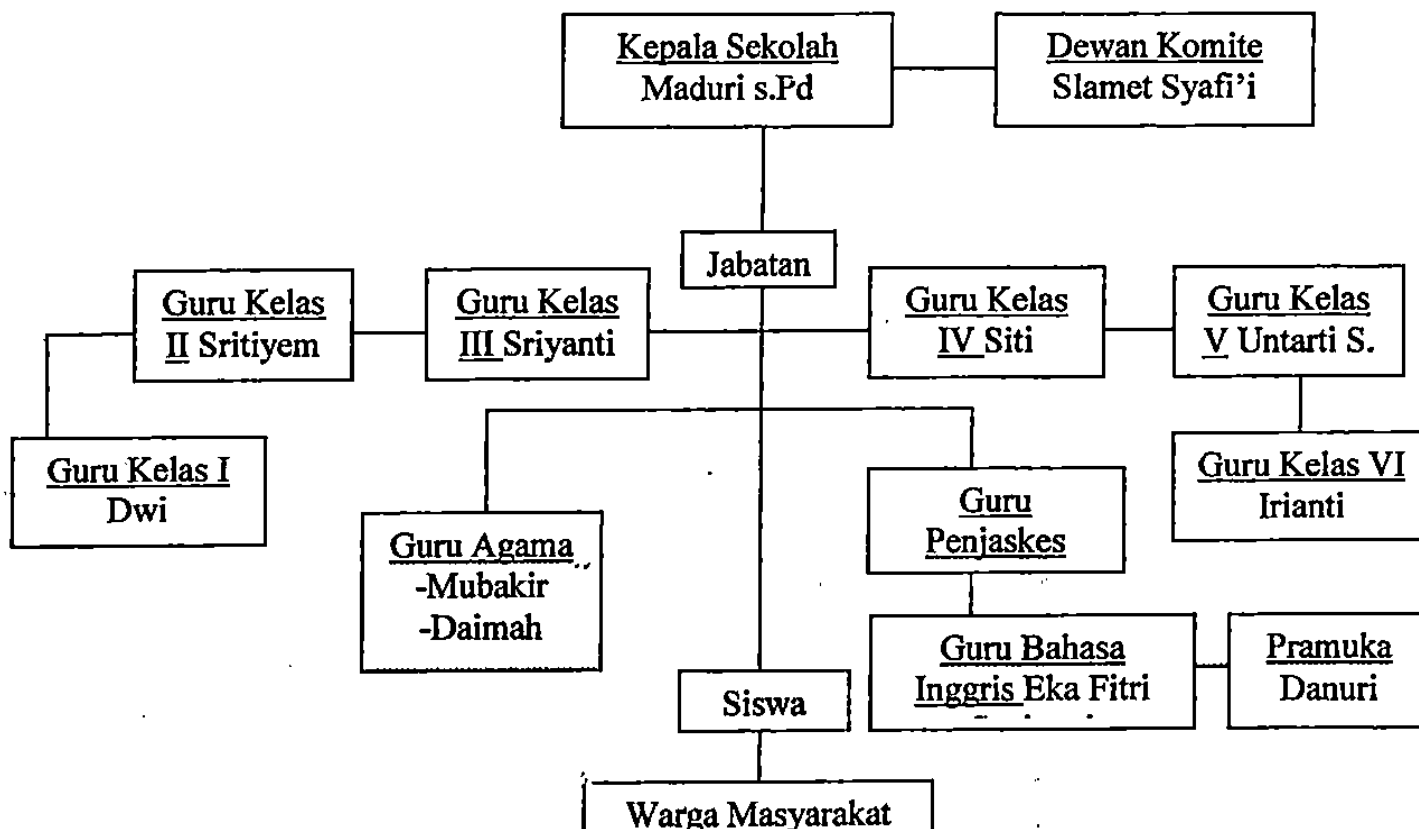 Kepala Sekolah
Maduri s.Pd
Dewan Komite
Slamet Syafi'i
Jabatan
Guru Kelas
II Sritiyem
Guru Kelas
III Sriyanti
Guru Kelas
IV Siti
Guru Kelas
V Untarti S.
Guru Kelas I
Dwi
Guru Kelas VI
Irianti
Guru Agama
-Mubakir
-Daimah
Guru
Penjaskes
Guru Bahasa
Inggris Eka Fitri
Pramuka
Danuri
Siswa
Warga Masyarakat